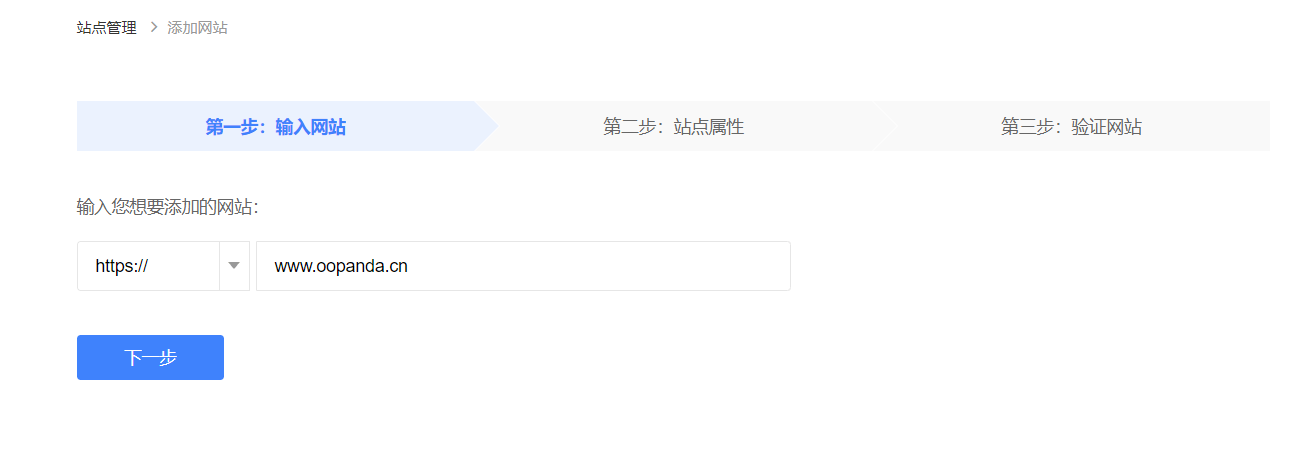 站点管理 > 添加网站
第一步：输入网站 第二步：站点属性 第三步：验证网站
输入您想要添加的网站：
https:// www.oopanda.cn
下一步